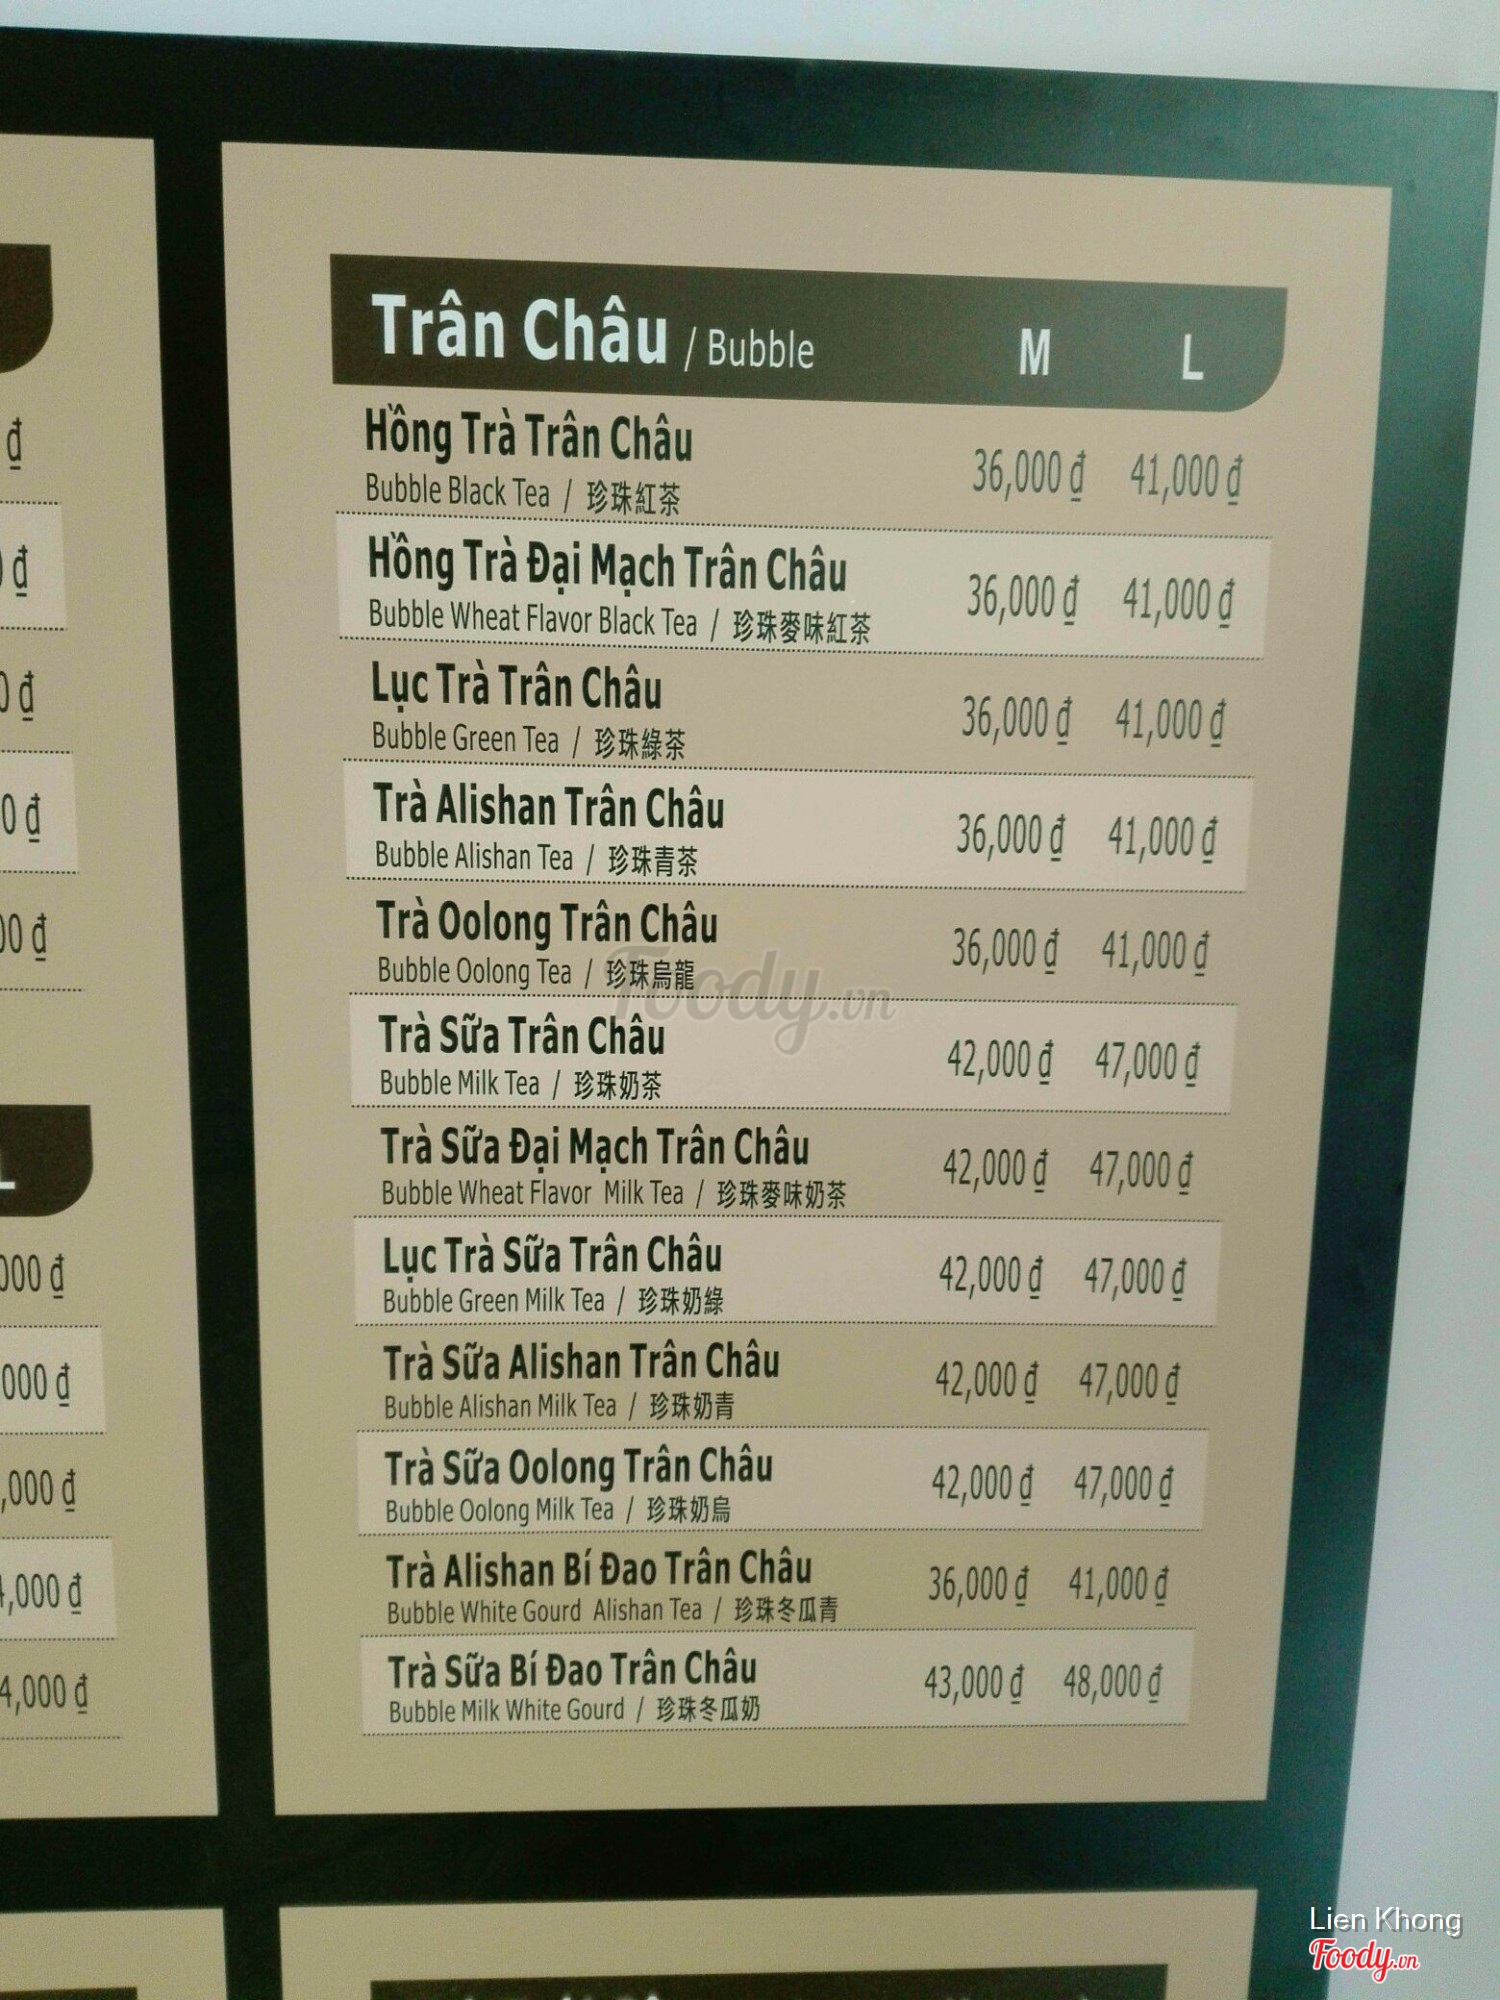 Trân Châu / Bubble M L
Hồng Trà Trân Châu
Bubble Black Tea / 珍珠紅茶 36,000 đ 41,000 đ
Hồng Trà Đại Mạch Trân Châu
Bubble Wheat Flavor Black Tea / 珍珠麥味紅茶 36,000 đ 41,000 đ
Lục Trà Trân Châu
Bubble Green Tea / 珍珠綠茶 36,000 đ 41,000 đ
Trà Alishan Trân Châu
Bubble Alishan Tea / 珍珠青茶 36,000 đ 41,000 đ
Trà Oolong Trân Châu
Bubble Oolong Tea / 珍珠烏龍 36,000 đ 41,000 đ
Foody.vn
Trà Sữa Trân Châu
Bubble Milk Tea / 珍珠奶茶 42,000 đ 47,000 đ
Trà Sữa Đại Mạch Trân Châu
Bubble Wheat Flavor Milk Tea / 珍珠麥味奶茶 42,000 đ 47,000 đ
Lục Trà Sữa Trân Châu
Bubble Green Milk Tea / 珍珠奶綠 42,000 đ 47,000 đ
Trà Sữa Alishan Trân Châu
Bubble Alishan Milk Tea / 珍珠奶青 42,000 đ 47,000 đ
Trà Sữa Oolong Trân Châu
Bubble Oolong Milk Tea / 珍珠奶烏 42,000 đ 47,000 đ
Trà Alishan Bí Đao Trân Châu
Bubble White Gourd Alishan Tea / 珍珠冬瓜青 36,000 đ 41,000 đ
Trà Sữa Bí Đao Trân Châu
Bubble Milk White Gourd / 珍珠冬瓜奶 43,000 đ 48,000 đ
Lien Khong
Foody.vn